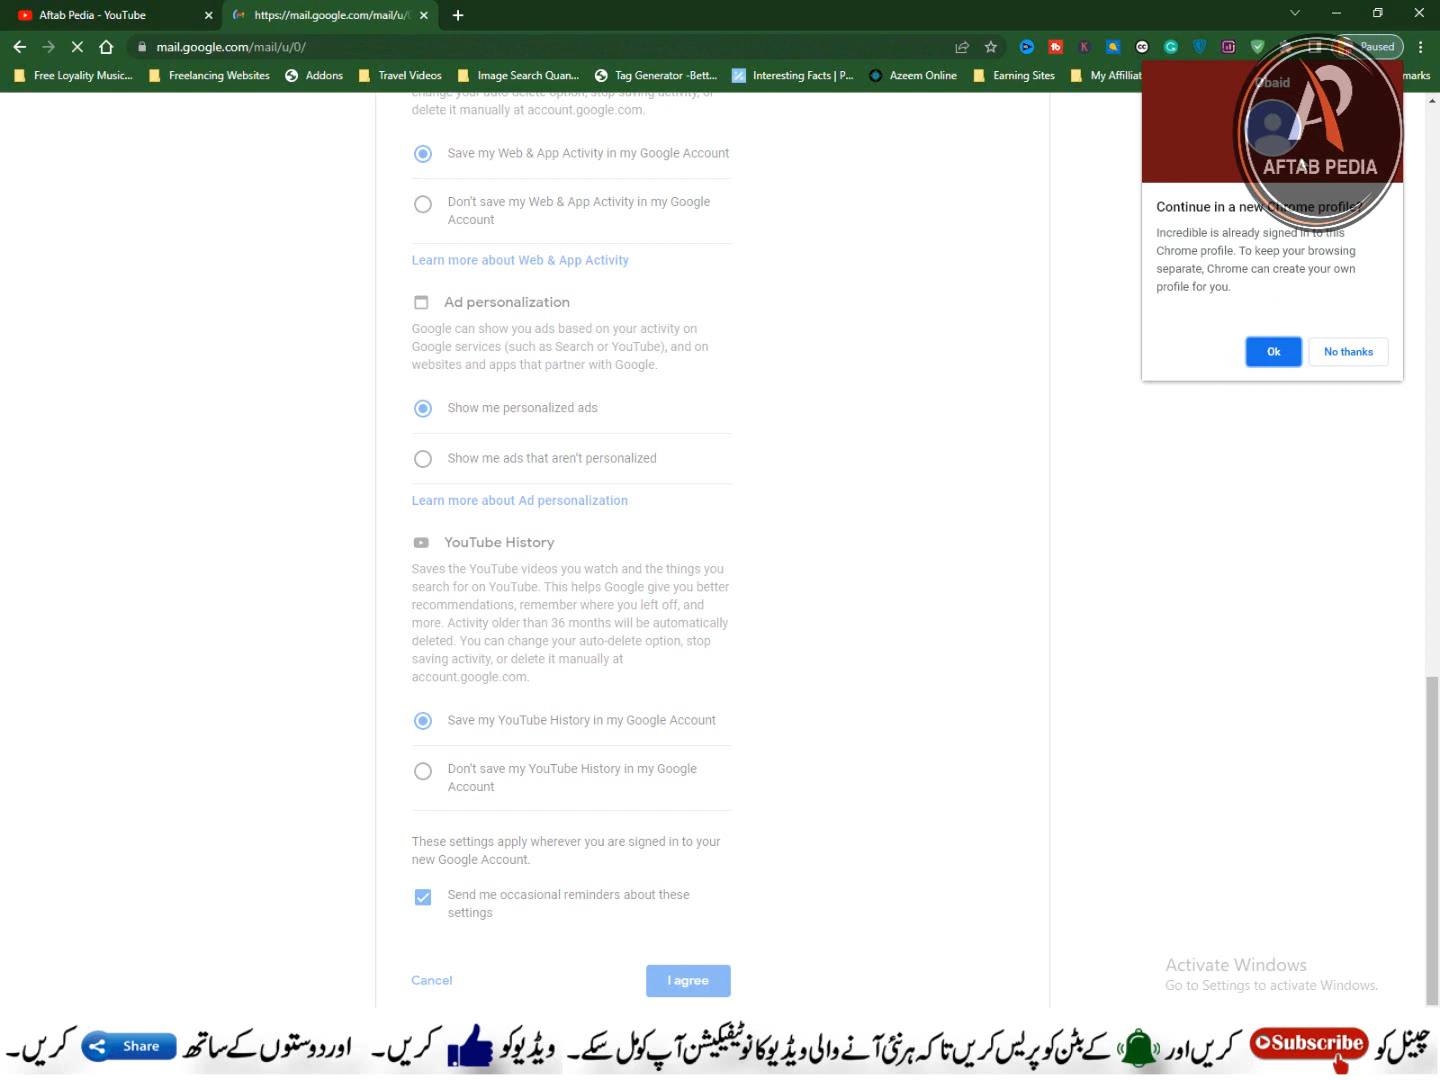 Aftab Pedia - YouTube
https://mail.google.com/mail/u/0/
mail.google.com/mail/u/0/
Paused
Free Loyality Music...
Freelancing Websites
Addons
Travel Videos
Image Search Quan...
Tag Generator -Bett...
Interesting Facts | P...
Azeem Online
Earning Sites
My Affiliat
marks
change your auto-delete option, stop saving activity, or
delete it manually at account.google.com.
Save my Web & App Activity in my Google Account
Don't save my Web & App Activity in my Google
Account
Learn more about Web & App Activity
Ad personalization
Google can show you ads based on your activity on
Google services (such as Search or YouTube), and on
websites and apps that partner with Google.
Show me personalized ads
Show me ads that aren't personalized
Learn more about Ad personalization
YouTube History
Saves the YouTube videos you watch and the things you
search for on YouTube. This helps Google give you better
recommendations, remember where you left off, and
more. Activity older than 36 months will be automatically
deleted. You can change your auto-delete option, stop
saving activity, or delete it manually at
account.google.com.
Save my YouTube History in my Google Account
Don't save my YouTube History in my Google
Account
These settings apply wherever you are signed in to your
new Google Account.
Send me occasional reminders about these
settings
Cancel
I agree
Obaid
AFTAB PEDIA
Continue in a new Chrome profile?
Incredible is already signed in to this
Chrome profile. To keep your browsing
separate, Chrome can create your own
profile for you.
Ok
No thanks
Activate Windows
Go to Settings to activate Windows.
چینل کو Subscribe کریں اور کے بٹن کو پریس کریں تاکہ ہر نئی آنے والی ویڈیو کا نوٹیفکیشن آپ کو مل سکے۔ ویڈیو کو کریں۔ اور دوستوں کے ساتھ Share کریں۔